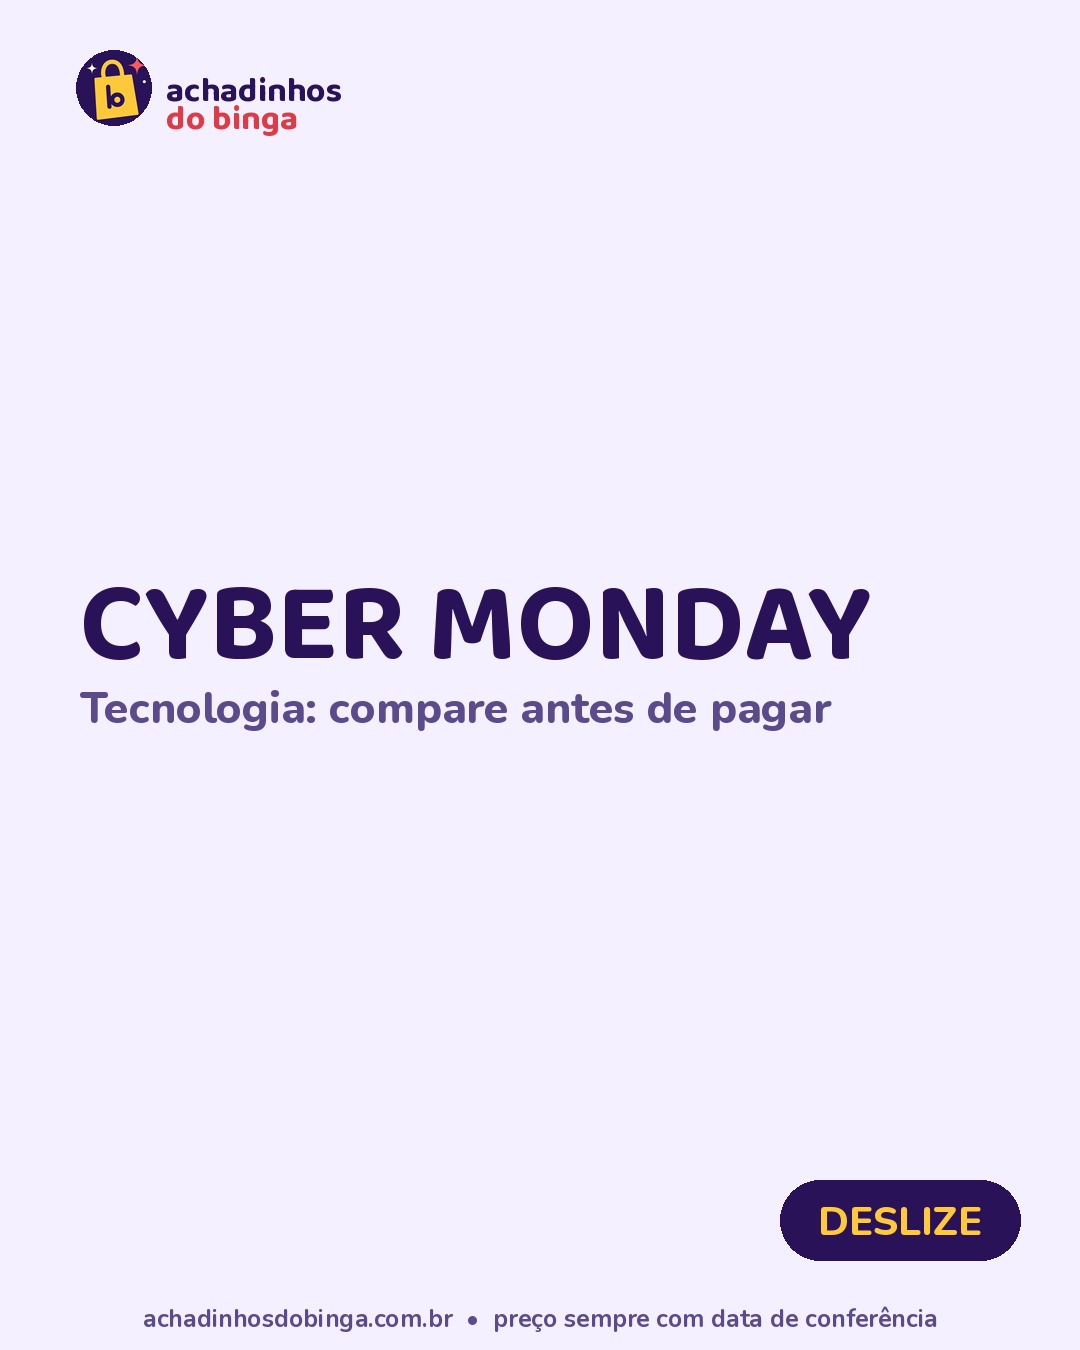 b
achadinhos
do binga
CYBER MONDAY
Tecnologia: compare antes de pagar
DESLIZE
achadinhosdobinga.com.br • preço sempre com data de conferência